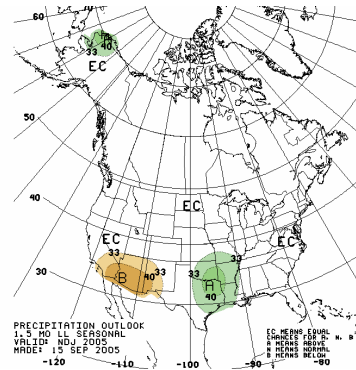 60
A
33
40
EC
50
40
EC
EC
EC
33
33
33
B
40
33
A
30
40
PRECIPITATION OUTLOOK
1.5 MO LL SEASONAL
VALID: NDJ 2005
MADE: 15 SEP 2005
EC MEANS EQUAL
CHANCES FOR A, N, B
A MEANS ABOVE
N MEANS NORMAL
B MEANS BELOW
-120
-110
-100
-90
-80